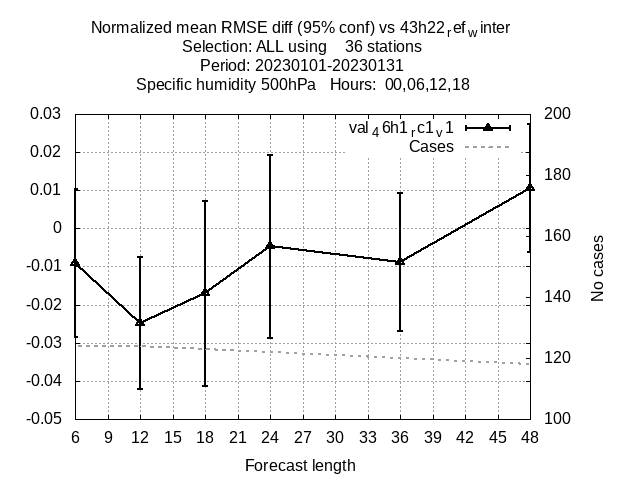 Normalized mean RMSE diff (95% conf) vs 43h22refwinter
Selection: ALL using    36 stations
Period: 20230101-20230131
Specific humidity 500hPa   Hours:  00,06,12,18
0.03
0.02
0.01
0
-0.01
-0.02
-0.03
-0.04
-0.05
200
180
160
140
120
100
val46h1rc1v1
Cases
No cases
6 9 12 15 18 21 24 27 30 33 36 39 42 45 48
Forecast length